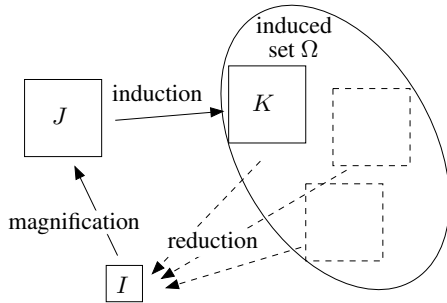 induced
set Ω
induction
J
K
magnification
reduction
I